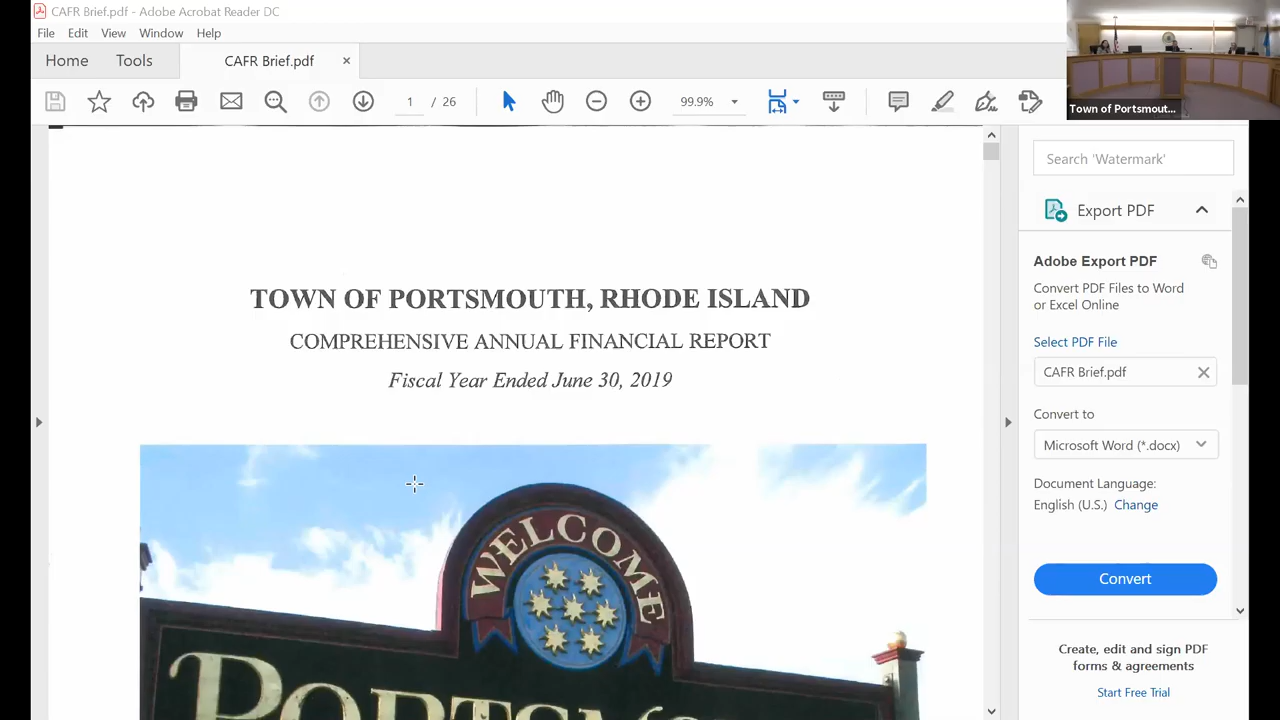 CAFR Brief.pdf - Adobe Acrobat Reader DC
File Edit View Window Help
Home Tools CAFR Brief.pdf ×
1 / 26 99.9%
Town of Portsmout...
Search 'Watermark'
Export PDF
Adobe Export PDF
Convert PDF Files to Word
or Excel Online
Select PDF File
CAFR Brief.pdf
Convert to
Microsoft Word (*.docx)
Document Language:
English (U.S.) Change
Convert
Create, edit and sign PDF
forms & agreements
Start Free Trial
TOWN OF PORTSMOUTH, RHODE ISLAND
COMPREHENSIVE ANNUAL FINANCIAL REPORT
Fiscal Year Ended June 30, 2019
WELCOME
PORTSMO